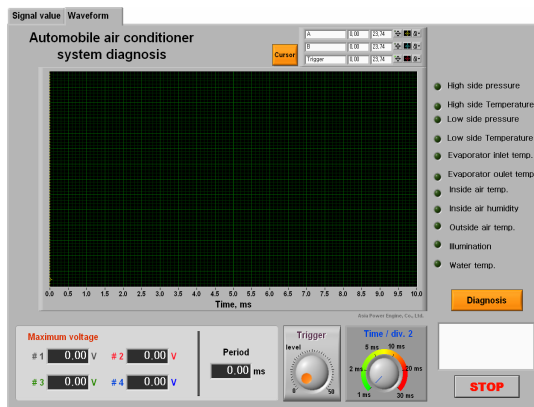 Signal value Waveform
Automobile air conditioner
system diagnosis
Cursor
A 0,00 23,74
B 0,00 23,74
Trigger 0,00 23,74
High side pressure
High side Temperature
Low side pressure
Low side Temperature
Evaporator inlet temp.
Evaporator oulet temp.
Inside air temp.
Inside air humidity
Outside air temp.
Illumination
Water temp.
0.0 0.5 1.0 1.5 2.0 2.5 3.0 3.5 4.0 4.5 5.0 5.5 6.0 6.5 7.0 7.5 8.0 8.5 9.0 9.5 10.0
Time, ms
Asia Power Engine, Co., Ltd.
Diagnosis
Maximum voltage
# 1 0,00 V # 2 0,00 V
# 3 0,00 V # 4 0,00 V
Period
0.00 ms
Trigger
level
0 50
Time / div. 2
5 ms 10 ms
2 ms 20 ms
1 ms 30 ms
STOP